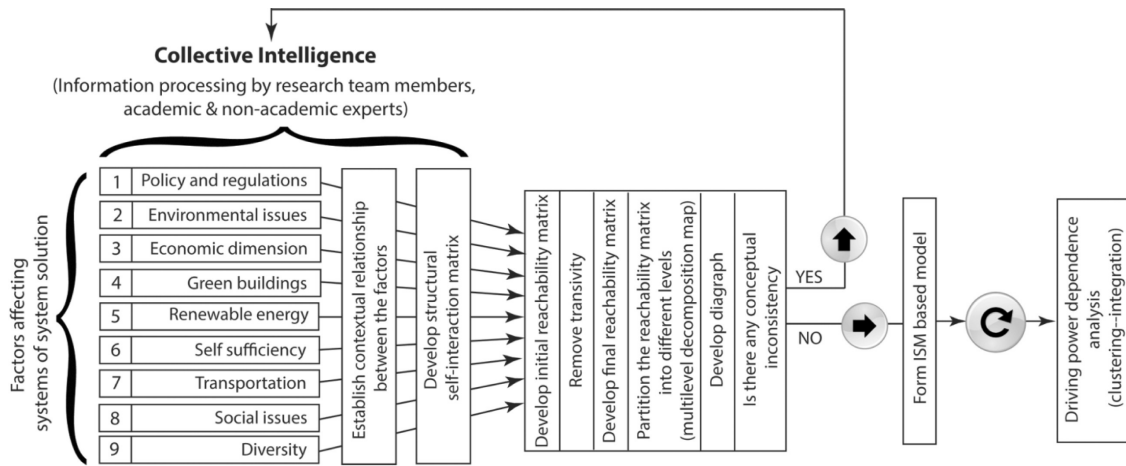 Collective Intelligence
(Information processing by research team members,
academic & non-academic experts)
Factors affecting
systems of system solution
1 Policy and regulations
2 Environmental issues
3 Economic dimension
4 Green buildings
5 Renewable energy
6 Self sufficiency
7 Transportation
8 Social issues
9 Diversity
Establish contextual relationship
between the factors
Develop structural
self-interaction matrix
Develop initial reachability matrix
Remove transivity
Develop final reachability matrix
Partition the reachability matrix
into different levels
(multilevel decomposition map)
Develop diagraph
Is there any conceptual
inconsistency
YES
NO
Form ISM based model
Driving power dependence
analysis
(clustering--integration)